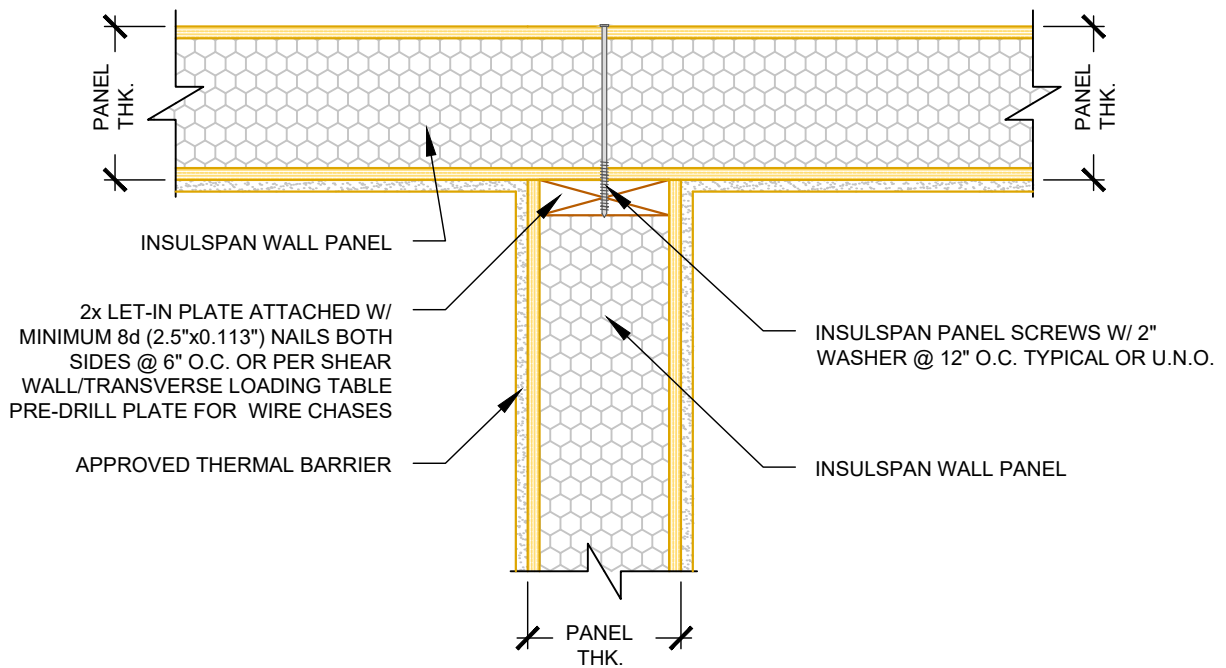 PANEL
THK.
PANEL
THK.
INSULSPAN WALL PANEL
2x LET-IN PLATE ATTACHED W/
MINIMUM 8d (2.5"x0.113") NAILS BOTH
SIDES @ 6" O.C. OR PER SHEAR
WALL/TRANSVERSE LOADING TABLE
PRE-DRILL PLATE FOR WIRE CHASES
APPROVED THERMAL BARRIER
INSULSPAN PANEL SCREWS W/ 2"
WASHER @ 12" O.C. TYPICAL OR U.N.O.
INSULSPAN WALL PANEL
PANEL
THK.